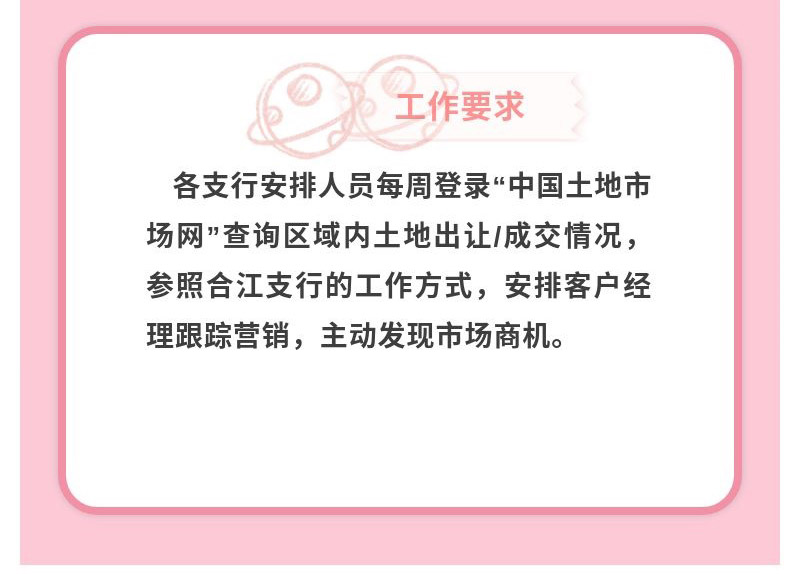 工作要求
各支行安排人员每周登录“中国土地市
场网”查询区域内土地出让/成交情况，
参照合江支行的工作方式，安排客户经
理跟踪营销，主动发现市场商机。